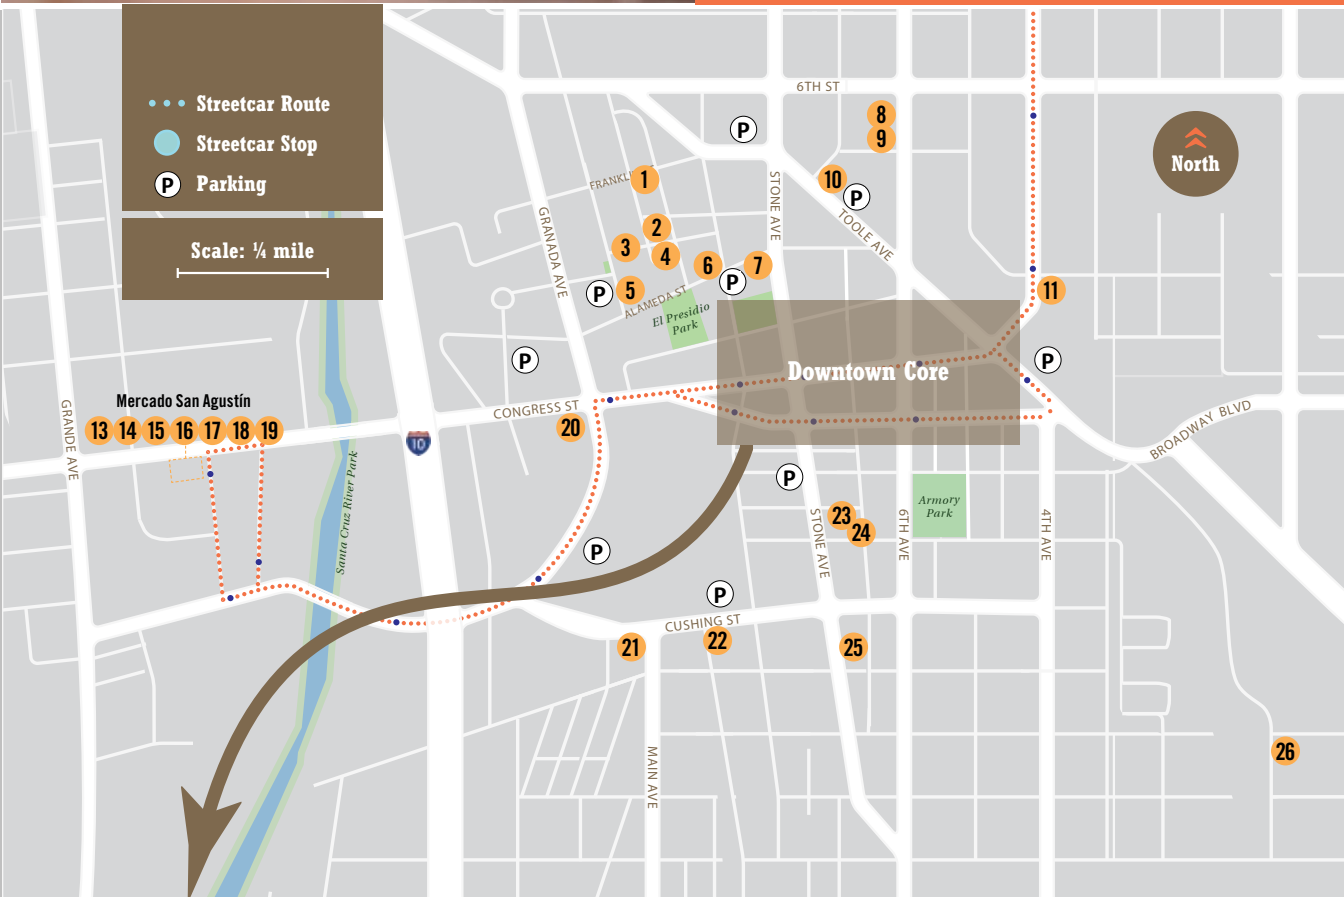 Streetcar Route
Streetcar Stop
P Parking
Scale: ¼ mile
North
6TH ST
8
9
P
10
P
TOOLE AVE
STONE AVE
1
2
3
4
5
6
7
P
P
ALAMEDA ST
El Presidio
Park
GRANADA AVE
11
P
Downtown Core
P
CONGRESS ST
20
10
Mercado San Agustín
13 14 15 16 17 18 19
GRANDE AVE
Santa Cruz River Park
BROADWAY BLVD
P
23
24
STONE AVE
6TH AVE
Armory
Park
4TH AVE
P
P
CUSHING ST
21
22
25
MAIN AVE
26